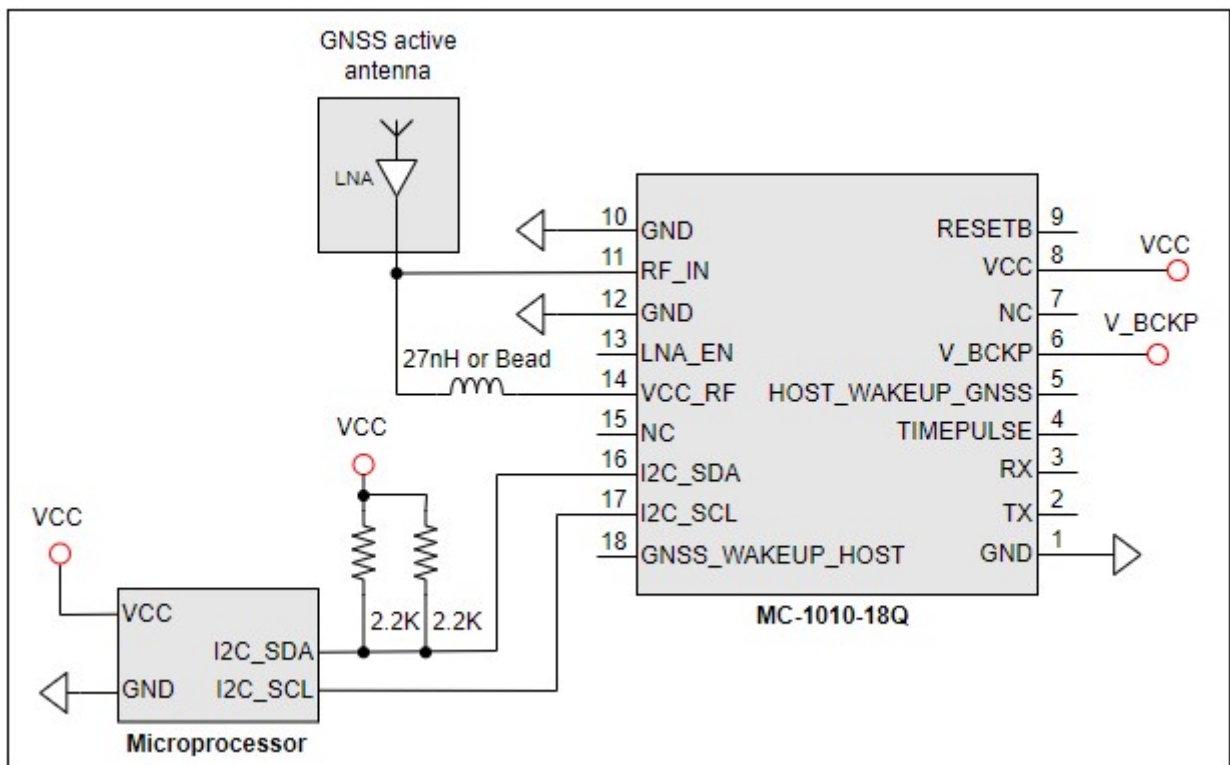 GNSS active
antenna
LNA
10
GND
11
RF_IN
12
GND
13
LNA_EN
27nH or Bead
14
VCC_RF
15
NC
16
I2C_SDA
17
I2C_SCL
18
GNSS_WAKEUP_HOST
RESETB
9
VCC
8
VCC
NC
7
V_BCKP
6
V_BCKP
HOST_WAKEUP_GNSS
5
TIMEPULSE
4
RX
3
TX
2
GND
1
MC-1010-18Q
VCC
VCC
2.2K
2.2K
VCC
I2C_SDA
GND
I2C_SCL
Microprocessor